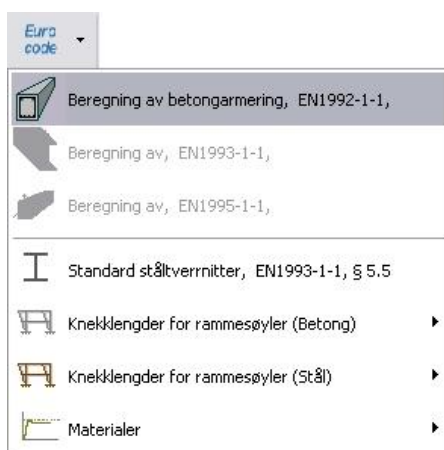 Euro
code
Beregning av betongarmering, EN1992-1-1,
Beregning av, EN1993-1-1,
Beregning av, EN1995-1-1,
Standard ståltverrnitter, EN1993-1-1, § 5.5
Knekklengder for rammesøyler (Betong)
Knekklengder for rammesøyler (Stål)
Materialer